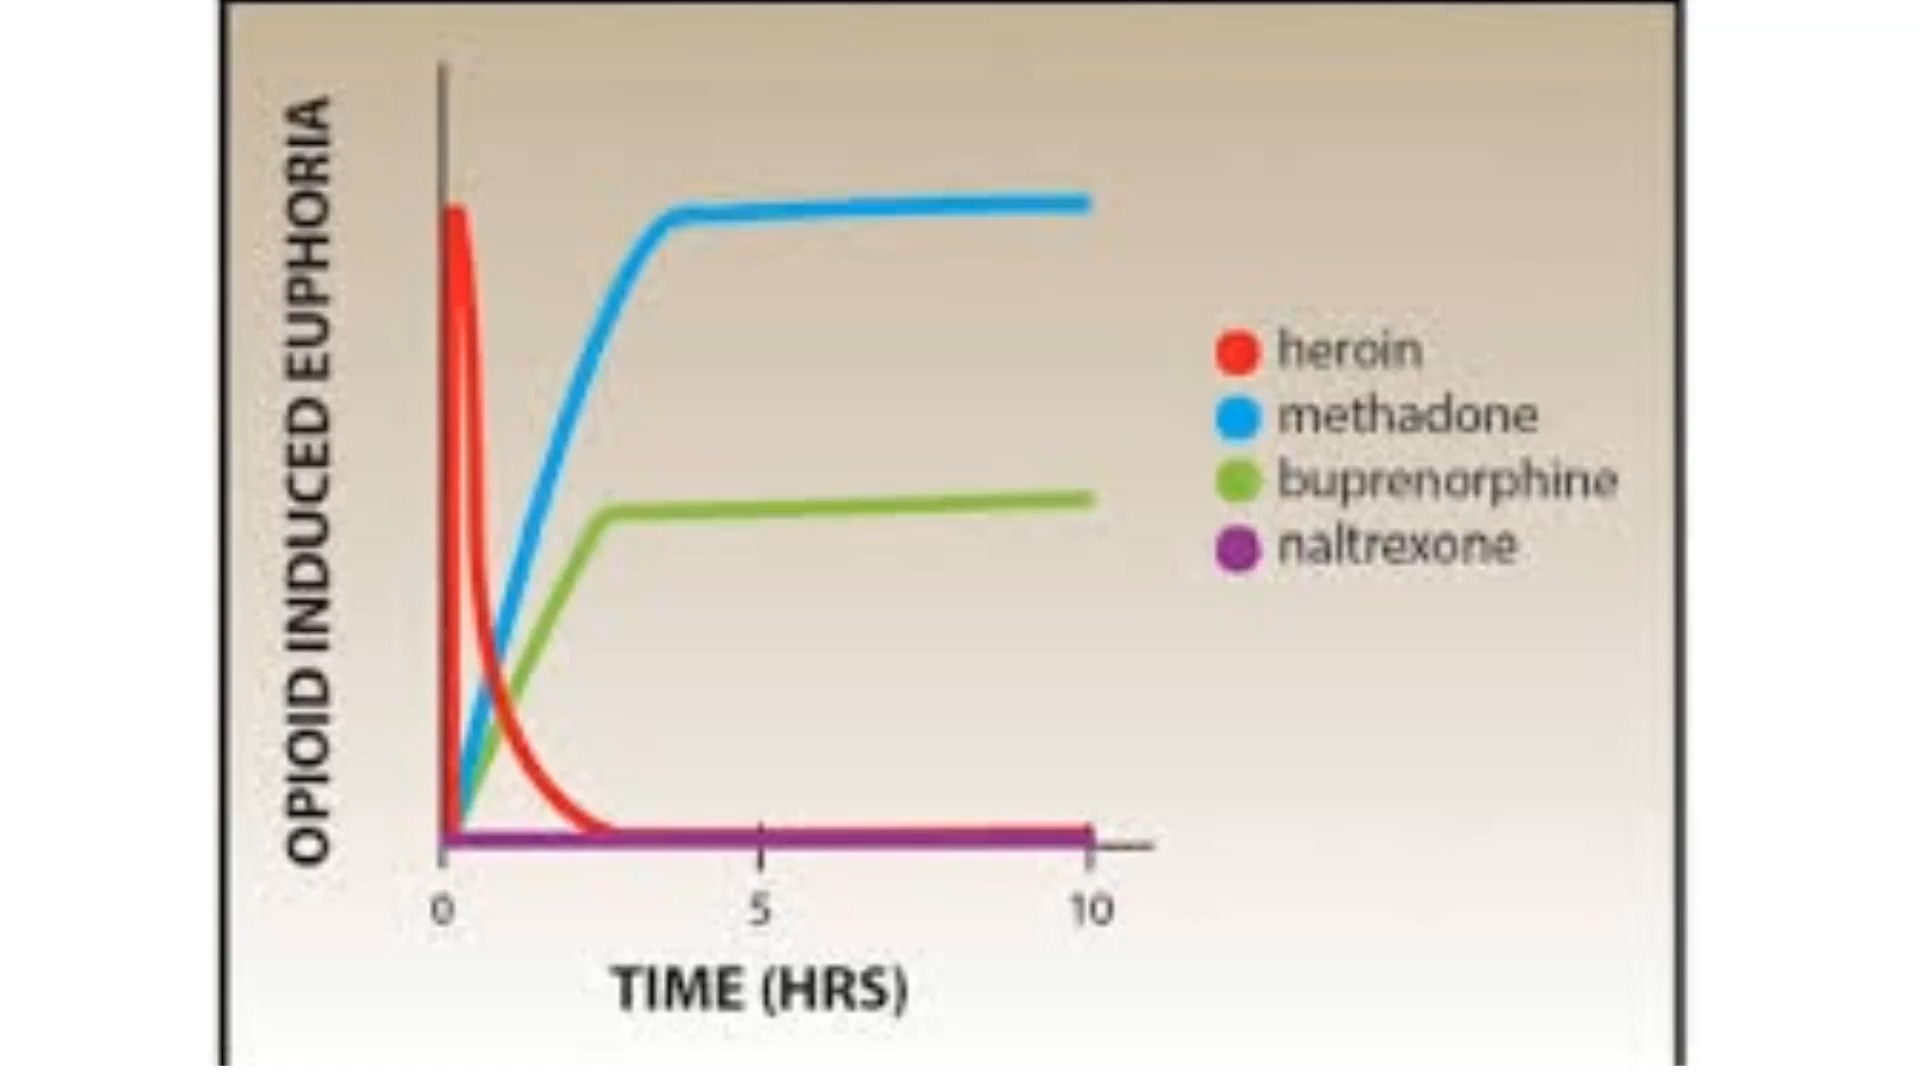 OPIOID INDUCED EUPHORIA
heroin
methadone
buprenorphine
naltrexone
0 5 10
TIME (HRS)